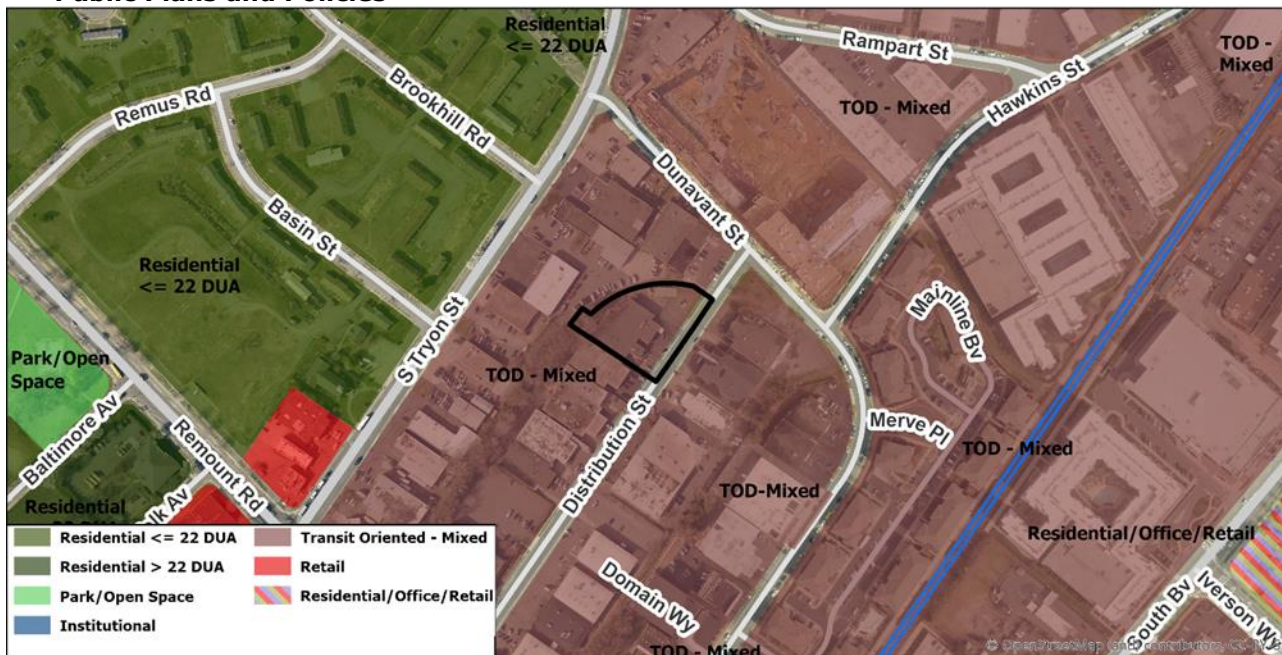 Public Plans and Policies
Residential
<= 22 DUA
Rampart St
TOD -
Mixed
Remus Rd
Brookhill Rd
Hawkins St
TOD - Mixed
Dunavant St
Basin St
Residential
<= 22 DUA
Mainline Bv
S Tryon St
Park/Open
Space
TOD - Mixed
Baltimore Av
Merve Pl
TOD - Mixed
Remount Rd
Distribution St
TOD-Mixed
Residential
Residential/Office/Retail
Domain Wy
TOD - Mixed
South Bv
Iverson Wy
Residential <= 22 DUA
Residential > 22 DUA
Park/Open Space
Institutional
Transit Oriented - Mixed
Retail
Residential/Office/Retail
© OpenStreetMap (and) contributors, CC-BY-S